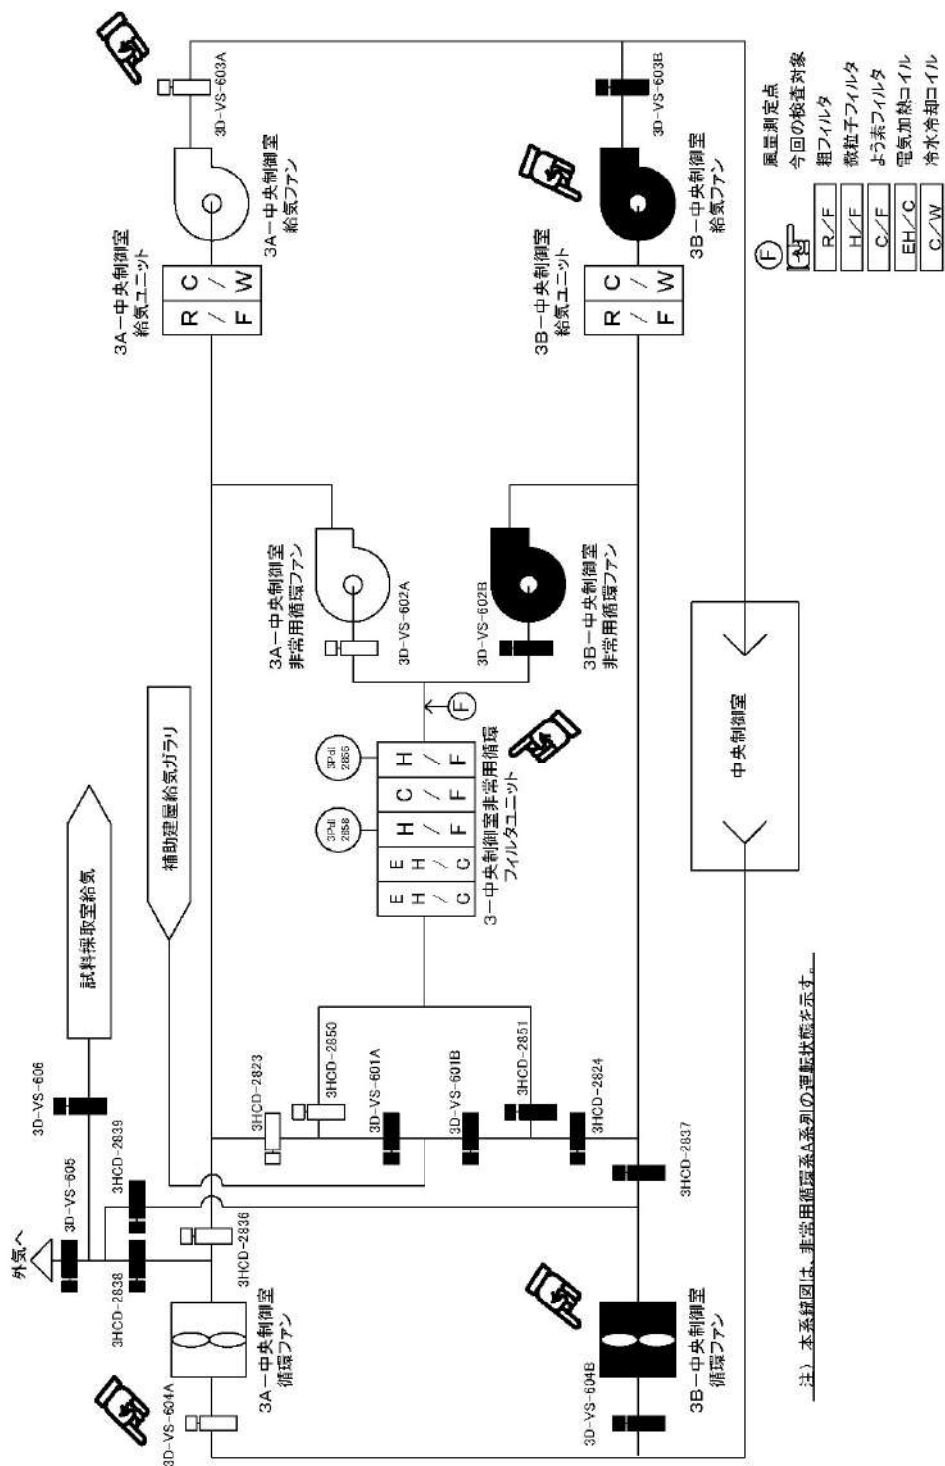 外気へ
3D-VS-605
3D-VS-606
試料採取室給気
補助建屋給気ガラリ
3HCD-2838
3HCD-2839
3D-VS-604A
3A－中央制御室
循環ファン
3HCD-2836
3HCD-2823
3HCD-2850
3D-VS-601A
3D-VS-601B
3HCD-2851
3HCD-2824
3HCD-2837
3D-VS-604B
3B－中央制御室
循環ファン
E H／C
E H／C
H／F
C／F
H／F
3PdI
2858
3PdI
2856
3－中央制御室非常用循環
フィルタユニット
F
3A－中央制御室
非常用循環ファン
3D-VS-602A
3D-VS-602B
3B－中央制御室
非常用循環ファン
3A－中央制御室
給気ユニット
R／F
C／W
3A－中央制御室
給気ファン
3D-VS-603A
3B－中央制御室
給気ユニット
R／F
C／W
3B－中央制御室
給気ファン
3D-VS-603B
中央制御室
F 風量測定点
今回の検査対象
R／F 粗フィルタ
H／F 微粒子フィルタ
C／F よう素フィルタ
EH／C 電気加熱コイル
C／W 冷水冷却コイル
注）本系統図は、非常用循環系A系列の運転状態を示す。